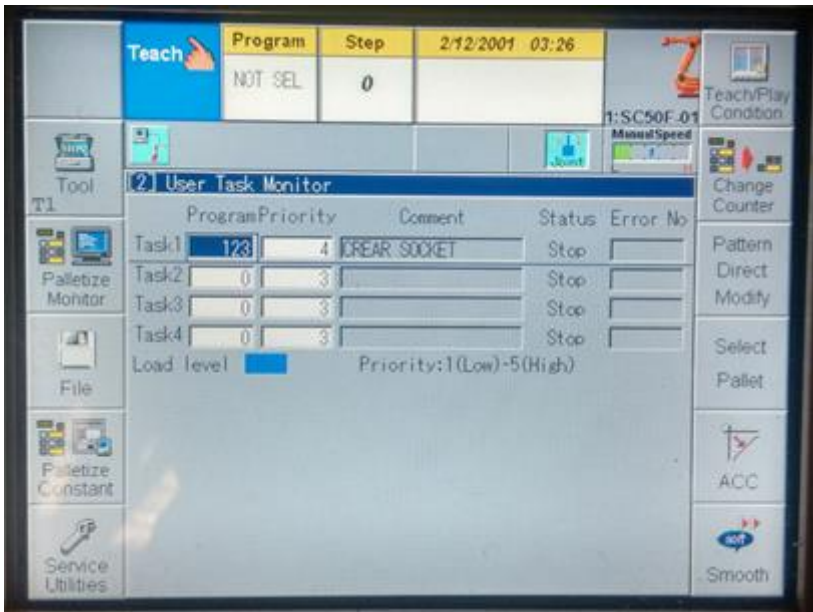 Teach
Program
Step
2/12/2001 03:26
NOT SEL
0
1:SC50F-01
Manual Speed
Joint
Teach/Play
Condition
Tool
T1
Palletize
Monitor
File
Palletize
Constant
Service
Utilities
[2] User Task Monitor
Program Priority Comment Status Error No
Task1 123 4 CREAR SOCKET Stop
Task2 0 3 Stop
Task3 0 3 Stop
Task4 0 3 Stop
Load level Priority:1(Low)-5(High)
Change
Counter
Pattern
Direct
Modify
Select
Pallet
ACC
Soft
Smooth